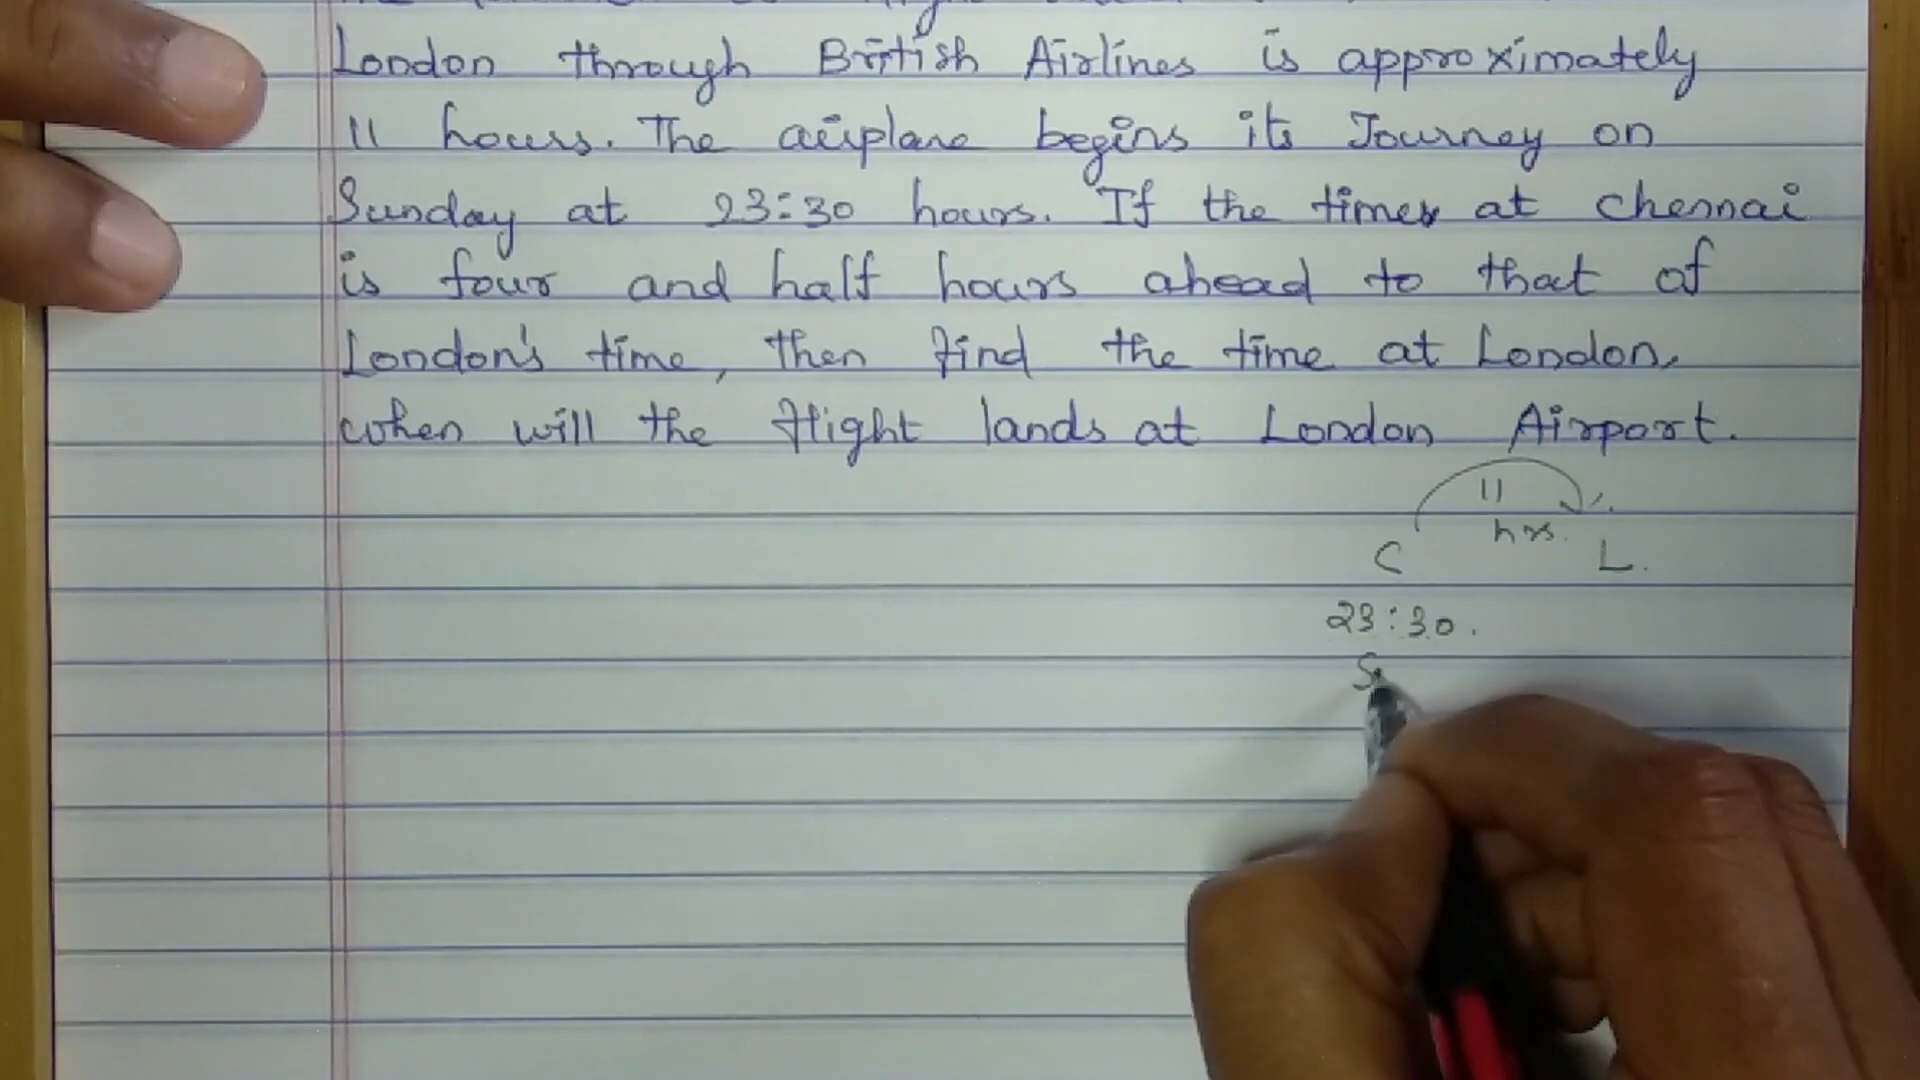 London through British Airlines is approximately
11 hours. The airplane begins its Journey on
Sunday at 23:30 hours. If the times at chennai
is four and half hours ahead to that of
London's time, then find the time at London,
when will the flight lands at London Airport.
11
hrs.
C L.
23:30.
S